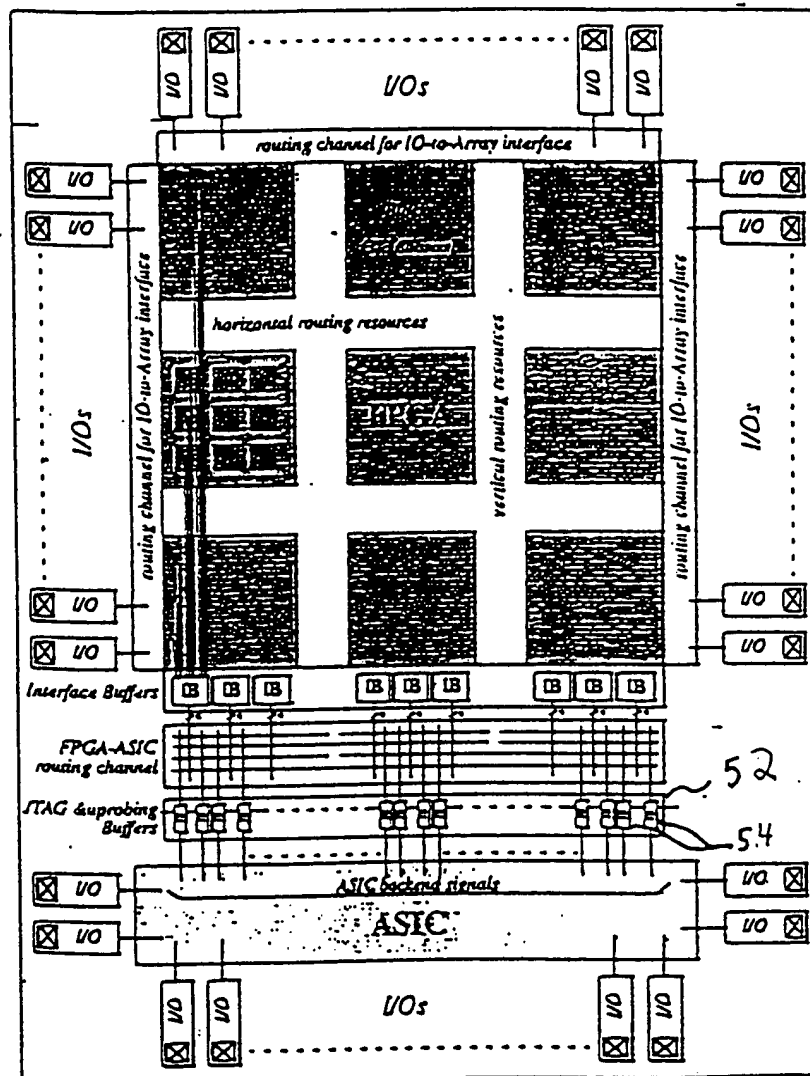 I/O I/O I/O I/O
I/Os
routing channel for IO-to-Array interface
I/O I/O
I/O I/O
routing channel for IO-to-Array interface
horizontal routing resources
vertical routing resources
routing channel for IO-to-Array interface
FPGA
I/Os I/Os
I/O I/O
I/O I/O
Interface Buffers IB IB IB IB IB IB IB IB IB
FPGA-ASIC
routing channel
52
JTAG &uprobing
Buffers
54
ASIC backend signals
I/O I/O
ASIC
I/O I/O
I/Os
I/O I/O I/O I/O